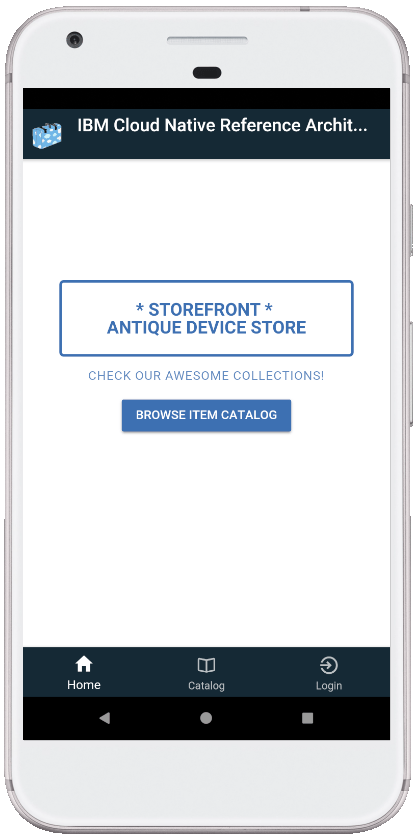 IBM Cloud Native Reference Archit...
* STOREFRONT *
ANTIQUE DEVICE STORE
CHECK OUR AWESOME COLLECTIONS!
BROWSE ITEM CATALOG
Home Catalog Login